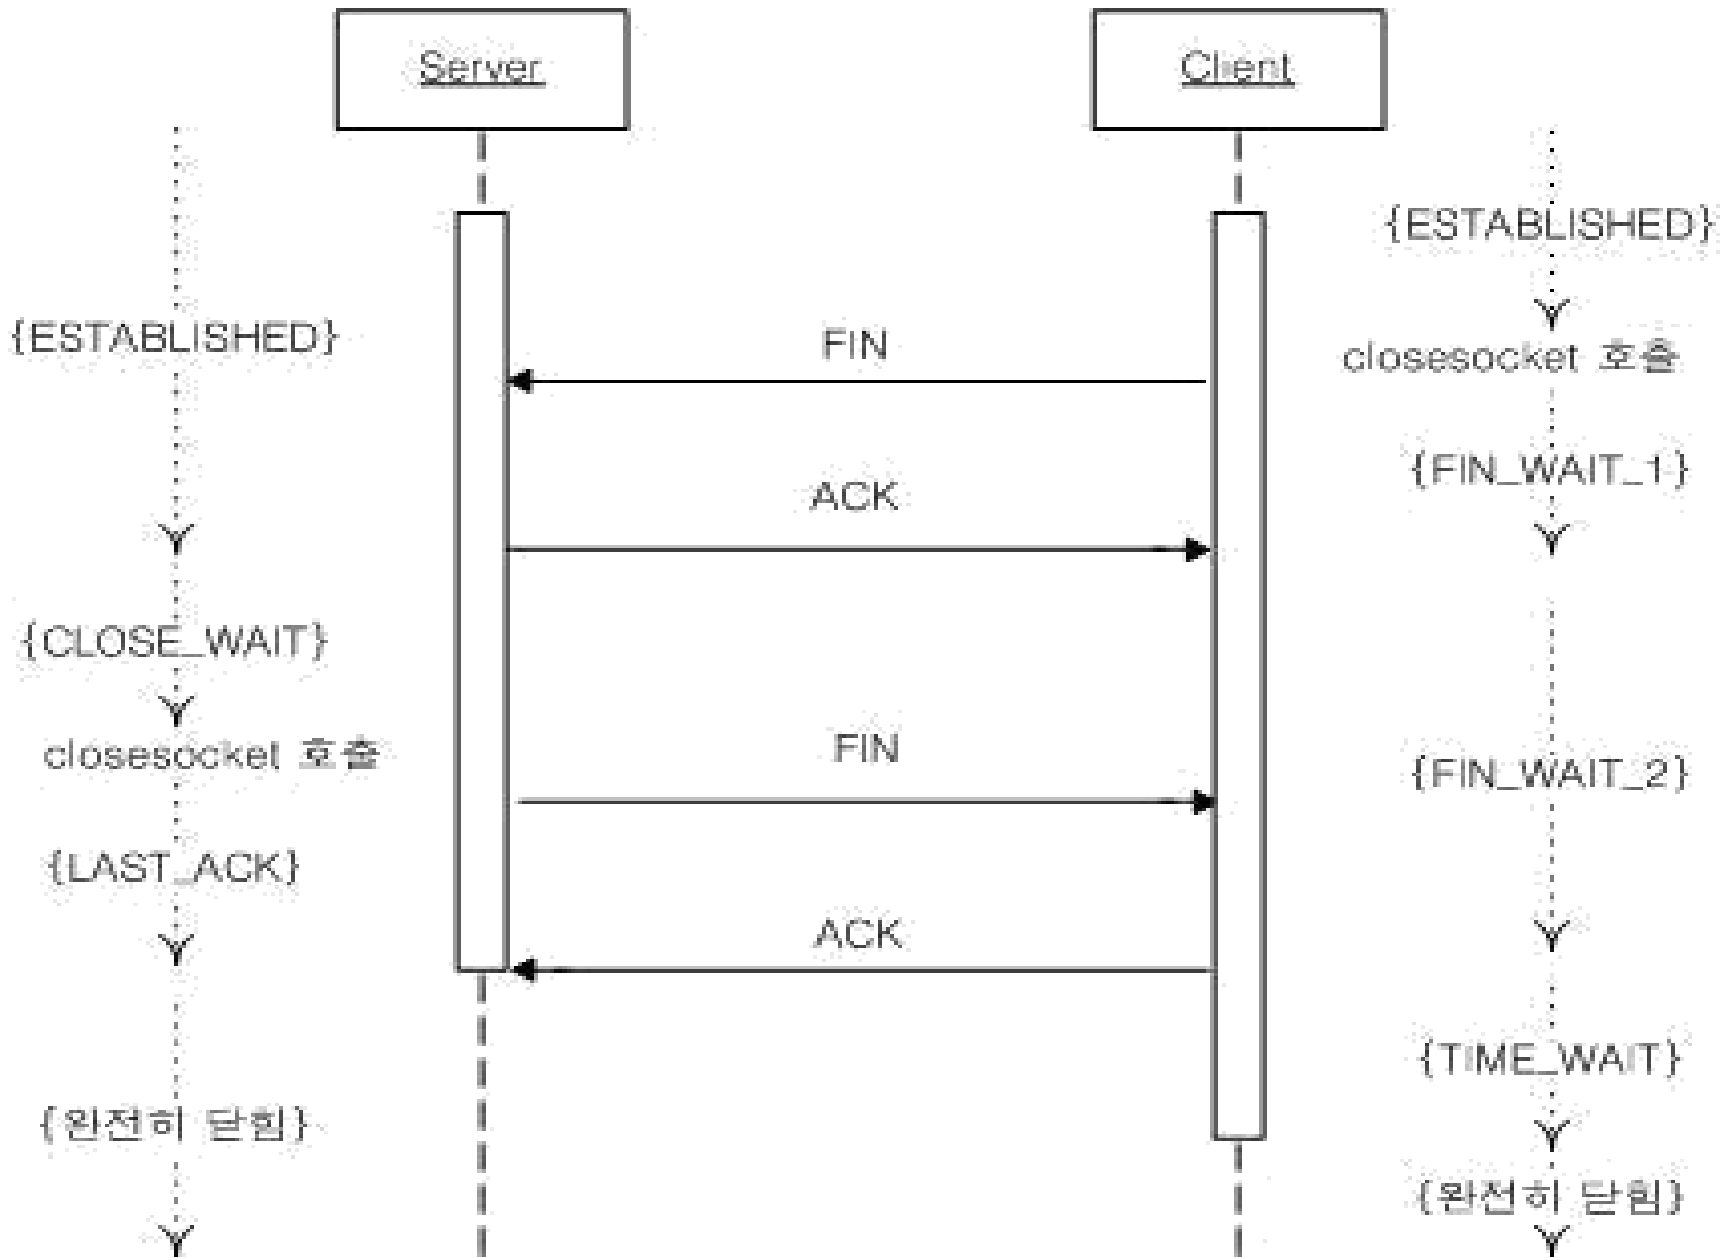 Server
Client
{ESTABLISHED}
{ESTABLISHED}
FIN
closesocket 호출
{FIN_WAIT_1}
ACK
{CLOSE_WAIT}
closesocket 호출
FIN
{FIN_WAIT_2}
{LAST_ACK}
ACK
{TIME_WAIT}
{완전히 닫힘}
{완전히 닫힘}